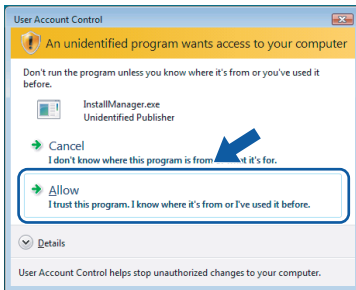 User Account Control
An unidentified program wants access to your computer
Don't run the program unless you know where it's from or you've used it
before.
InstallManager.exe
Unidentified Publisher
Cancel
I don't know where this program is from it's for.
Allow
I trust this program. I know where it's from or I've used it before.
Details
User Account Control helps stop unauthorized changes to your computer.